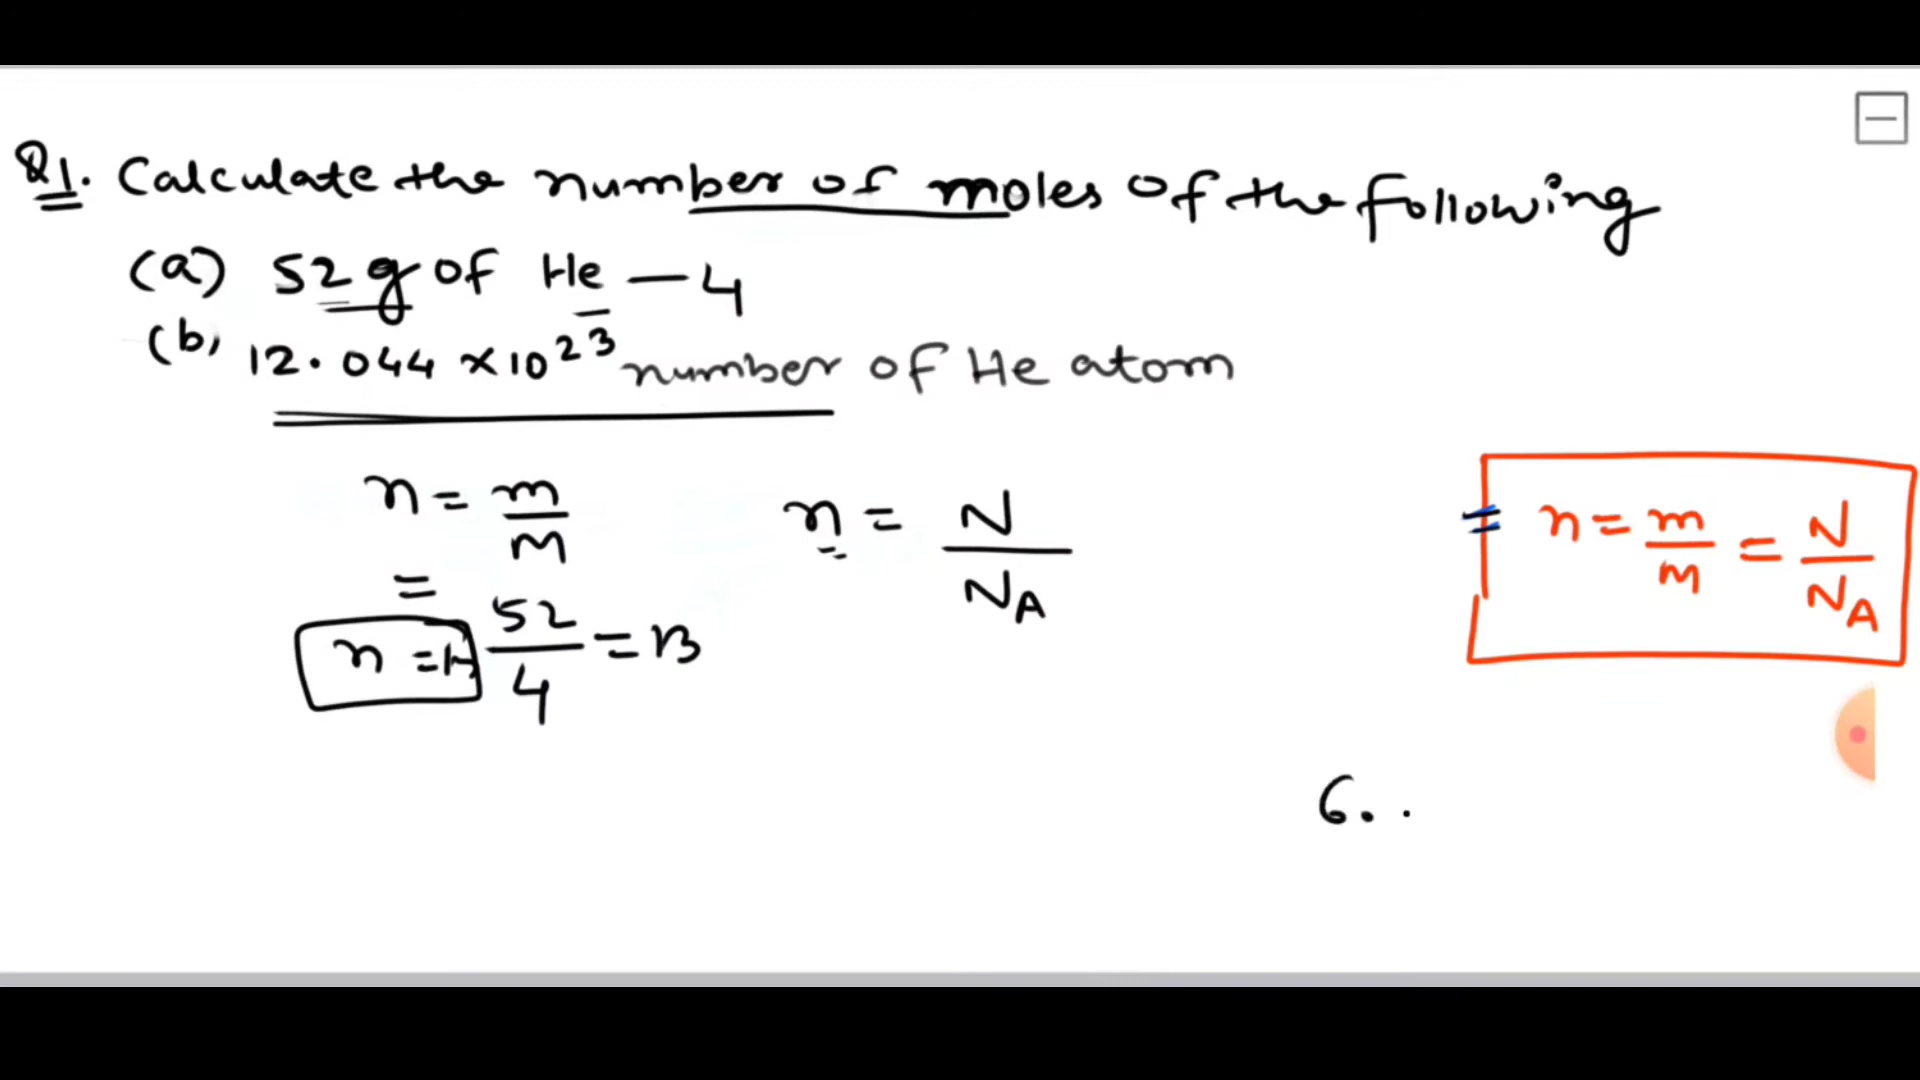 Q1. Calculate the number of moles of the following
(a) 52g of He — 4
(b) 12.044 ×10²³ number of He atom
n = m/M
n = N/N_A
n = m/M = N/N_A
=
n = 52/4 = 13
6.